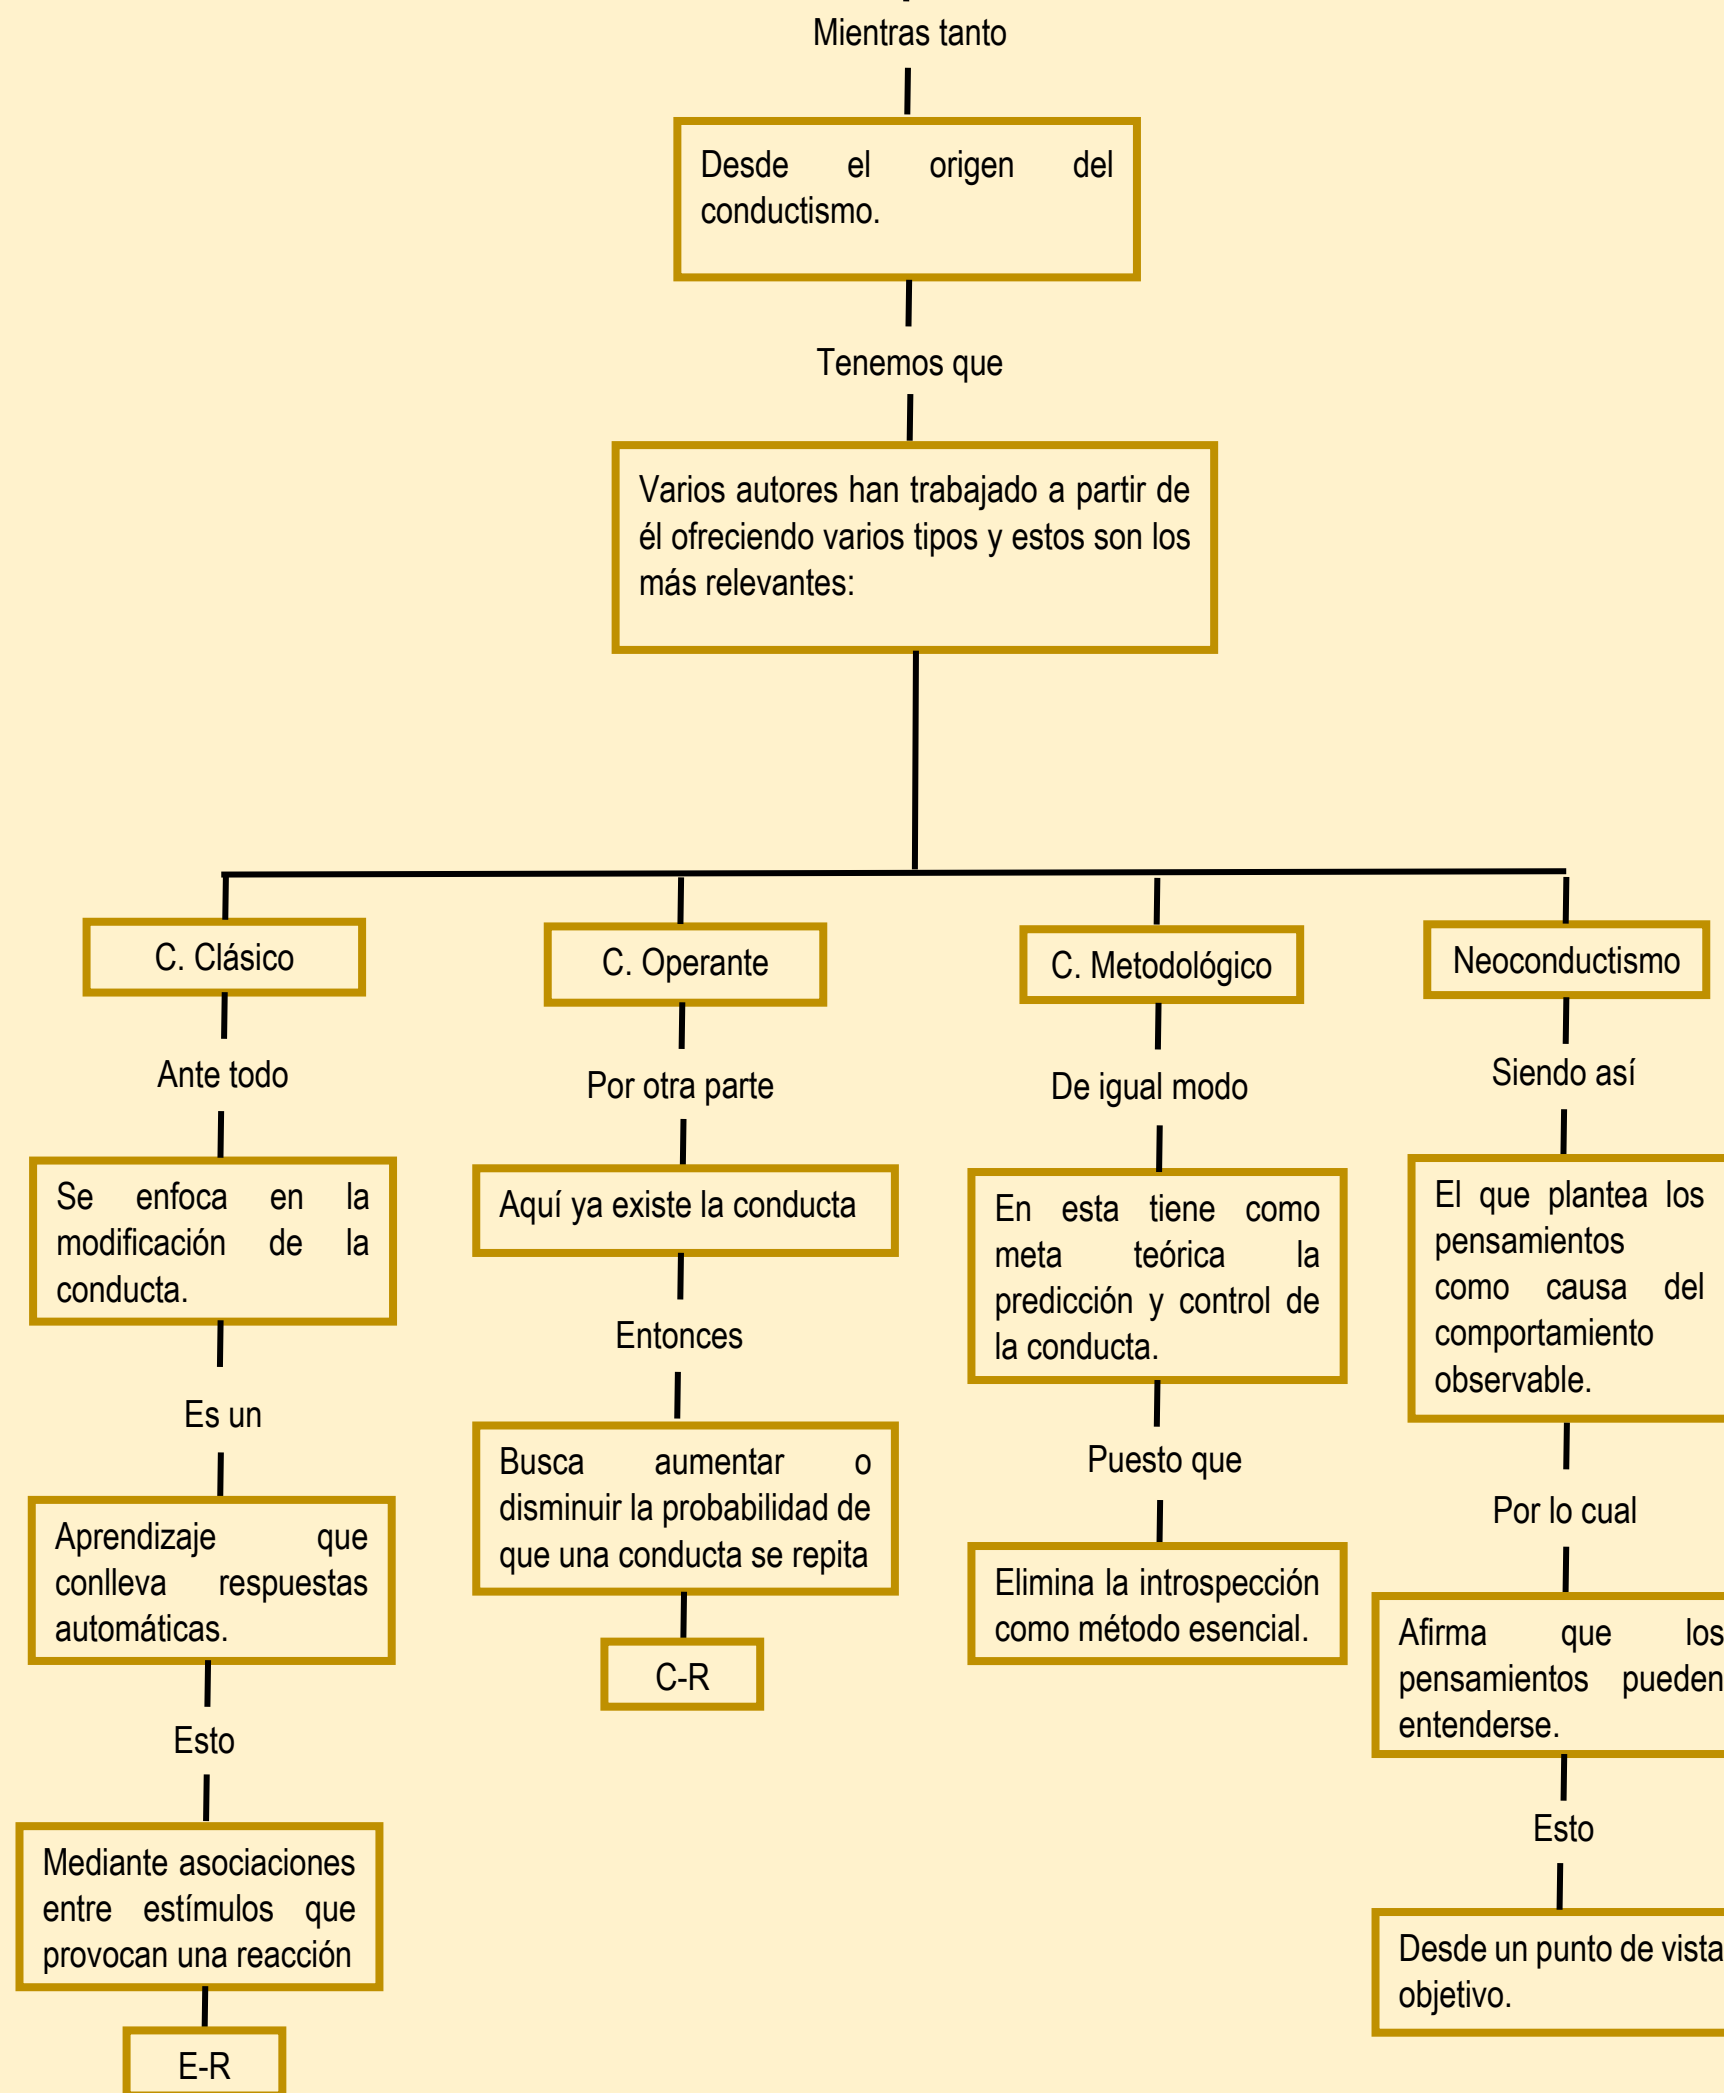 Mientras tanto
Desde el origen del
conductismo.
Tenemos que
Varios autores han trabajado a partir de
él ofreciendo varios tipos y estos son los
más relevantes:
C. Clásico
Ante todo
Se enfoca en la
modificación de la
conducta.
Es un
Aprendizaje que
conlleva respuestas
automáticas.
Esto
Mediante asociaciones
entre estímulos que
provocan una reacción
E-R
C. Operante
Por otra parte
Aquí ya existe la conducta
Entonces
Busca aumentar o
disminuir la probabilidad de
que una conducta se repita
C-R
C. Metodológico
De igual modo
En esta tiene como
meta teórica la
predicción y control de
la conducta.
Puesto que
Elimina la introspección
como método esencial.
Neoconductismo
Siendo así
El que plantea los
pensamientos
como causa del
comportamiento
observable.
Por lo cual
Afirma que los
pensamientos pueden
entenderse.
Esto
Desde un punto de vista
objetivo.